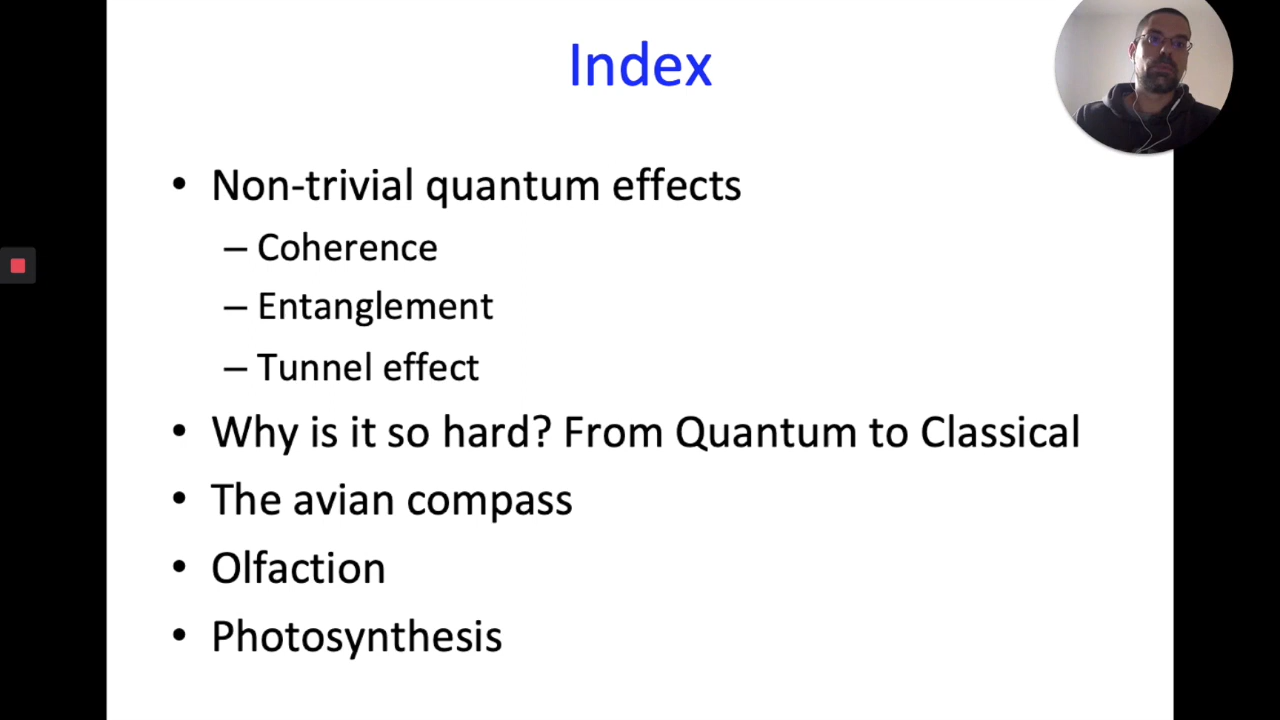 Index
• Non-trivial quantum effects
– Coherence
– Entanglement
– Tunnel effect
• Why is it so hard? From Quantum to Classical
• The avian compass
• Olfaction
• Photosynthesis